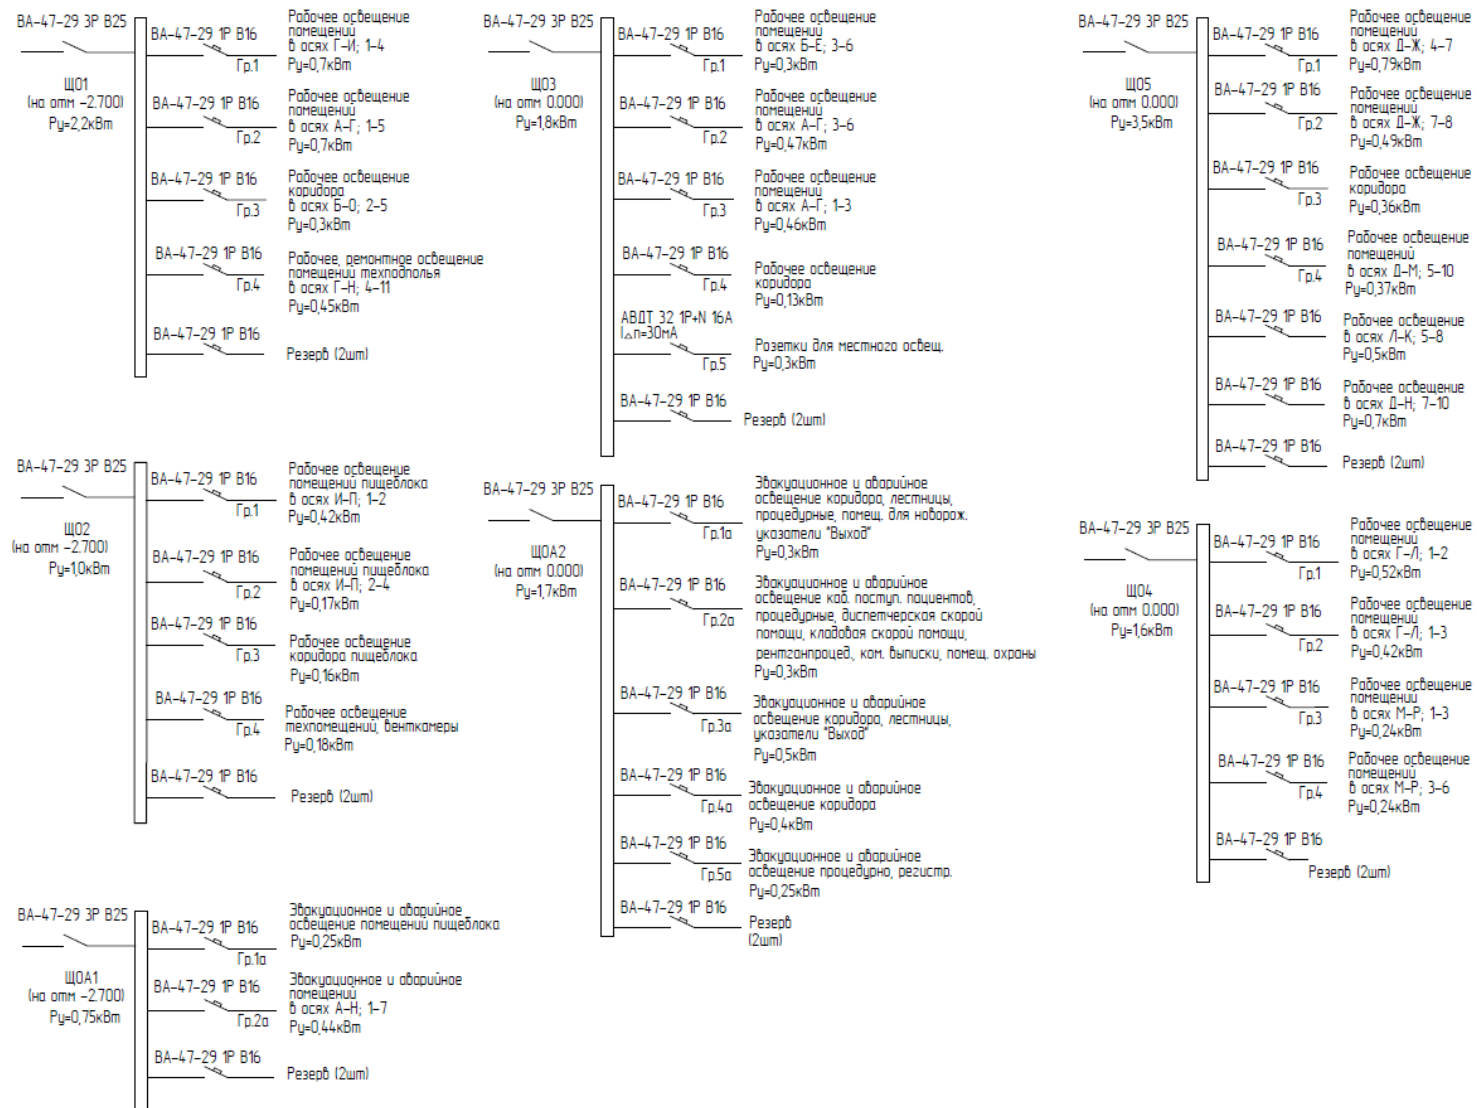 ВА-47-29 3Р В25
ЩО1
(на отм -2.700)
Ру=2,2кВт
ВА-47-29 1Р В16
Гр.1
Рабочее освещение
помещений
в осях Г-И; 1-4
Ру=0,7кВт
ВА-47-29 1Р В16
Гр.2
Рабочее освещение
помещений
в осях А-Г; 1-5
Ру=0,7кВт
ВА-47-29 1Р В16
Гр.3
Рабочее освещение
коридора
в осях Б-О; 2-5
Ру=0,3кВт
ВА-47-29 1Р В16
Гр.4
Рабочее, ремонтное освещение
помещений техподполья
в осях Г-Н; 4-11
Ру=0,45кВт
ВА-47-29 1Р В16
Резерв (2шт)
ВА-47-29 3Р В25
ЩО2
(на отм -2.700)
Ру=1,0кВт
ВА-47-29 1Р В16
Гр.1
Рабочее освещение
помещений пищеблока
в осях И-П; 1-2
Ру=0,42кВт
ВА-47-29 1Р В16
Гр.2
Рабочее освещение
помещений пищеблока
в осях И-П; 2-4
Ру=0,17кВт
ВА-47-29 1Р В16
Гр.3
Рабочее освещение
коридора пищеблока
Ру=0,16кВт
ВА-47-29 1Р В16
Гр.4
Рабочее освещение
техпомещений, венткамеры
Ру=0,18кВт
ВА-47-29 1Р В16
Резерв (2шт)
ВА-47-29 3Р В25
ЩОА1
(на отм -2.700)
Ру=0,75кВт
ВА-47-29 1Р В16
Гр.1а
Эвакуационное и аварийное
освещение помещений пищеблока
Ру=0,25кВт
ВА-47-29 1Р В16
Гр.2а
Эвакуационное и аварийное
помещений
в осях А-Н; 1-7
Ру=0,44кВт
ВА-47-29 1Р В16
Резерв (2шт)
ВА-47-29 3Р В25
ЩО3
(на отм 0.000)
Ру=1,8кВт
ВА-47-29 1Р В16
Гр.1
Рабочее освещение
помещений
в осях Б-Е; 3-6
Ру=0,3кВт
ВА-47-29 1Р В16
Гр.2
Рабочее освещение
помещений
в осях А-Г; 3-6
Ру=0,47кВт
ВА-47-29 1Р В16
Гр.3
Рабочее освещение
помещений
в осях А-Г; 1-3
Ру=0,46кВт
ВА-47-29 1Р В16
Гр.4
Рабочее освещение
коридора
Ру=0,13кВт
АВДТ 32 1Р+N 16А
I△n=30мА
Гр.5
Розетки для местного освещ.
Ру=0,3кВт
ВА-47-29 1Р В16
Резерв (2шт)
ВА-47-29 3Р В25
ЩОА2
(на отм 0.000)
Ру=1,7кВт
ВА-47-29 1Р В16
Гр.1а
Эвакуационное и аварийное
освещение коридора, лестницы,
процедурные, помещ. для новорож.
указатели "Выход"
Ру=0,3кВт
ВА-47-29 1Р В16
Гр.2а
Эвакуационное и аварийное
освещение каб. поступ. пациентов,
процедурные, диспетчерская скорой
помощи, кладовая скорой помощи,
рентганпроцед., ком. выписки, помещ. охраны
Ру=0,3кВт
ВА-47-29 1Р В16
Гр.3а
Эвакуационное и аварийное
освещение коридора, лестницы,
указатели "Выход"
Ру=0,5кВт
ВА-47-29 1Р В16
Гр.4а
Эвакуационное и аварийное
освещение коридора
Ру=0,4кВт
ВА-47-29 1Р В16
Гр.5а
Эвакуационное и аварийное
освещение процедурно, регистр.
Ру=0,25кВт
ВА-47-29 1Р В16
Резерв
(2шт)
ВА-47-29 3Р В25
ЩО5
(на отм 0.000)
Ру=3,5кВт
ВА-47-29 1Р В16
Гр.1
Рабочее освещение
помещений
в осях Д-Ж; 4-7
Ру=0,79кВт
ВА-47-29 1Р В16
Гр.2
Рабочее освещение
помещений
в осях Д-Ж; 7-8
Ру=0,49кВт
ВА-47-29 1Р В16
Гр.3
Рабочее освещение
коридора
Ру=0,36кВт
ВА-47-29 1Р В16
Гр.4
Рабочее освещение
помещений
в осях Д-М; 5-10
Ру=0,37кВт
ВА-47-29 1Р В16
Рабочее освещение
в осях Л-К; 5-8
Ру=0,5кВт
ВА-47-29 1Р В16
Рабочее освещение
в осях Д-Н; 7-10
Ру=0,7кВт
ВА-47-29 1Р В16
Резерв (2шт)
ВА-47-29 3Р В25
ЩО4
(на отм 0.000)
Ру=1,6кВт
ВА-47-29 1Р В16
Гр.1
Рабочее освещение
помещений
в осях Г-Л; 1-2
Ру=0,52кВт
ВА-47-29 1Р В16
Гр.2
Рабочее освещение
помещений
в осях Г-Л; 1-3
Ру=0,42кВт
ВА-47-29 1Р В16
Гр.3
Рабочее освещение
помещений
в осях М-Р; 1-3
Ру=0,24кВт
ВА-47-29 1Р В16
Гр.4
Рабочее освещение
помещений
в осях М-Р; 3-6
Ру=0,24кВт
ВА-47-29 1Р В16
Резерв (2шт)